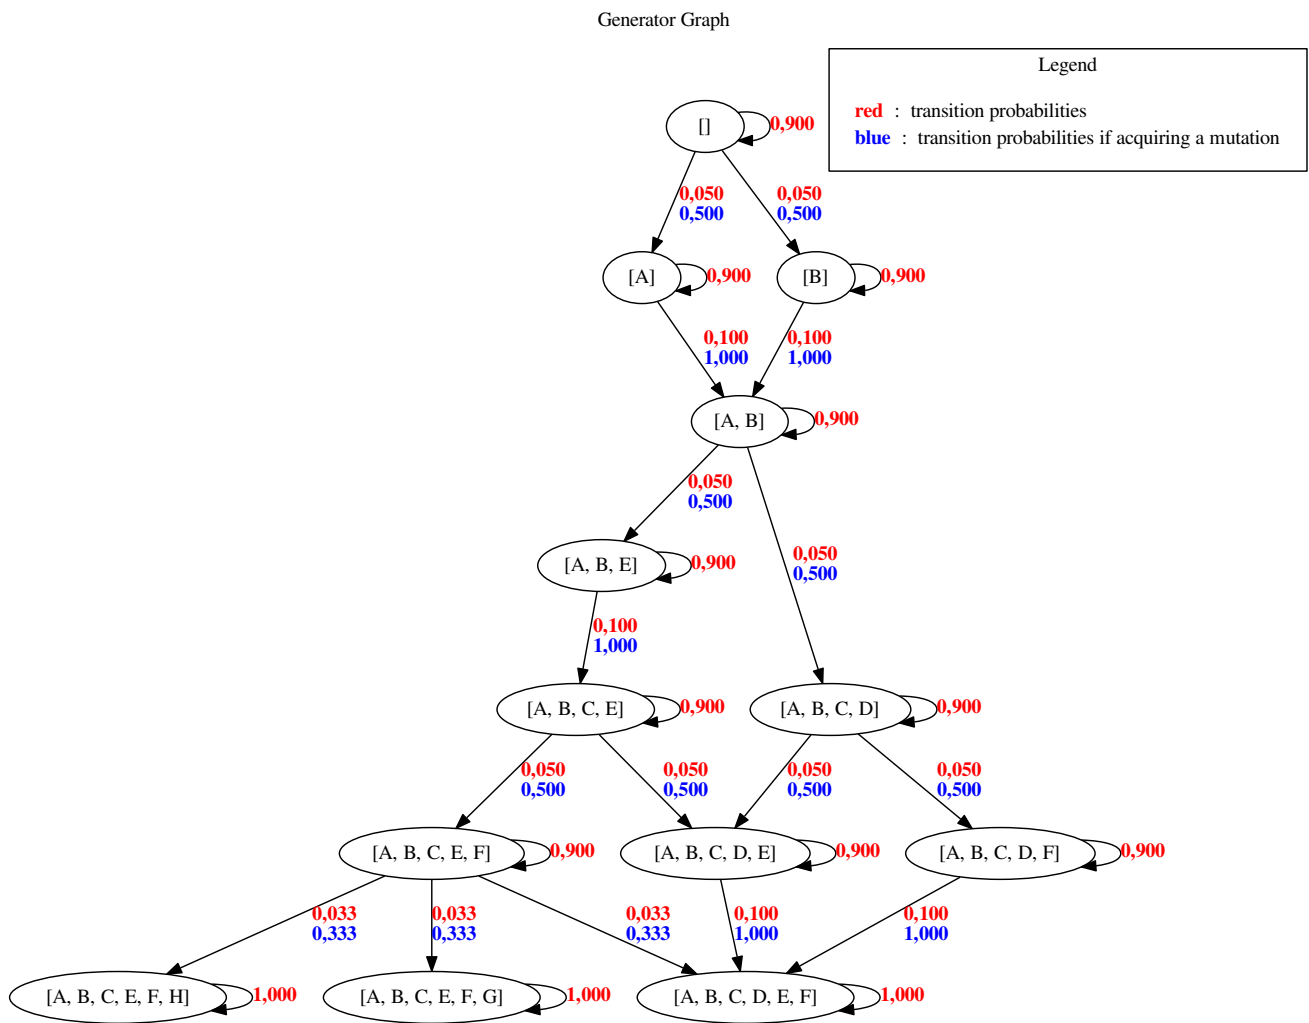 Generator Graph
Legend
red : transition probabilities
blue : transition probabilities if acquiring a mutation
[]
0,900
0,050
0,500
0,050
0,500
[A]
0,900
[B]
0,900
0,100
1,000
0,100
1,000
[A, B]
0,900
0,050
0,500
0,050
0,500
[A, B, E]
0,900
0,100
1,000
[A, B, C, E]
0,900
[A, B, C, D]
0,900
0,050
0,500
0,050
0,500
0,050
0,500
0,050
0,500
[A, B, C, E, F]
0,900
[A, B, C, D, E]
0,900
[A, B, C, D, F]
0,900
0,033
0,333
0,033
0,333
0,033
0,333
0,100
1,000
0,100
1,000
[A, B, C, E, F, H]
1,000
[A, B, C, E, F, G]
1,000
[A, B, C, D, E, F]
1,000